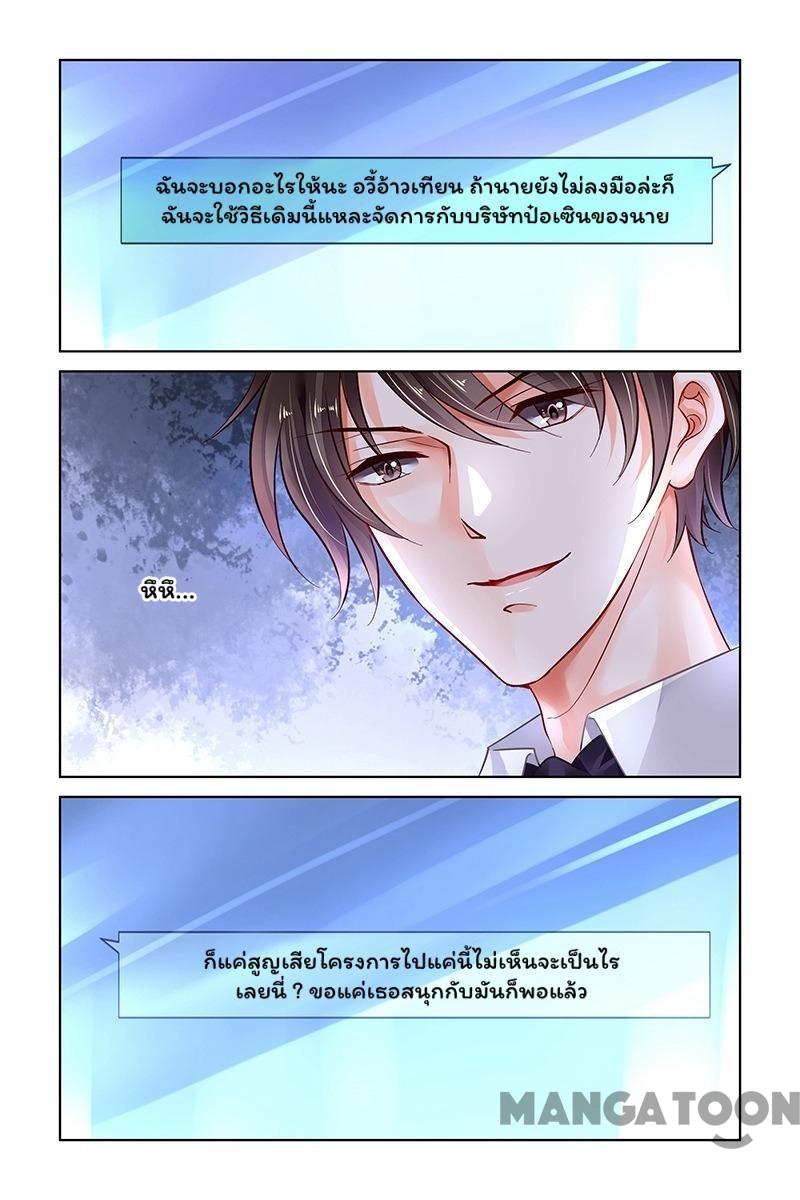 ฉันจะบอกอะไรให้นะ อวี้อ้าวเทียน ถ้านายยังไม่ลงมือล่ะก็
ฉันจะใช้วิธีเดิมนี้แหละจัดการกับบริษัทป๋อเซินของนาย
หึหึ...
ก็แค่สูญเสียโครงการไปแค่นี้ไม่เห็นจะเป็นไร
เลยนี่ ? ขอแค่เธอสนุกกับมันก็พอแล้ว
MANGATOON